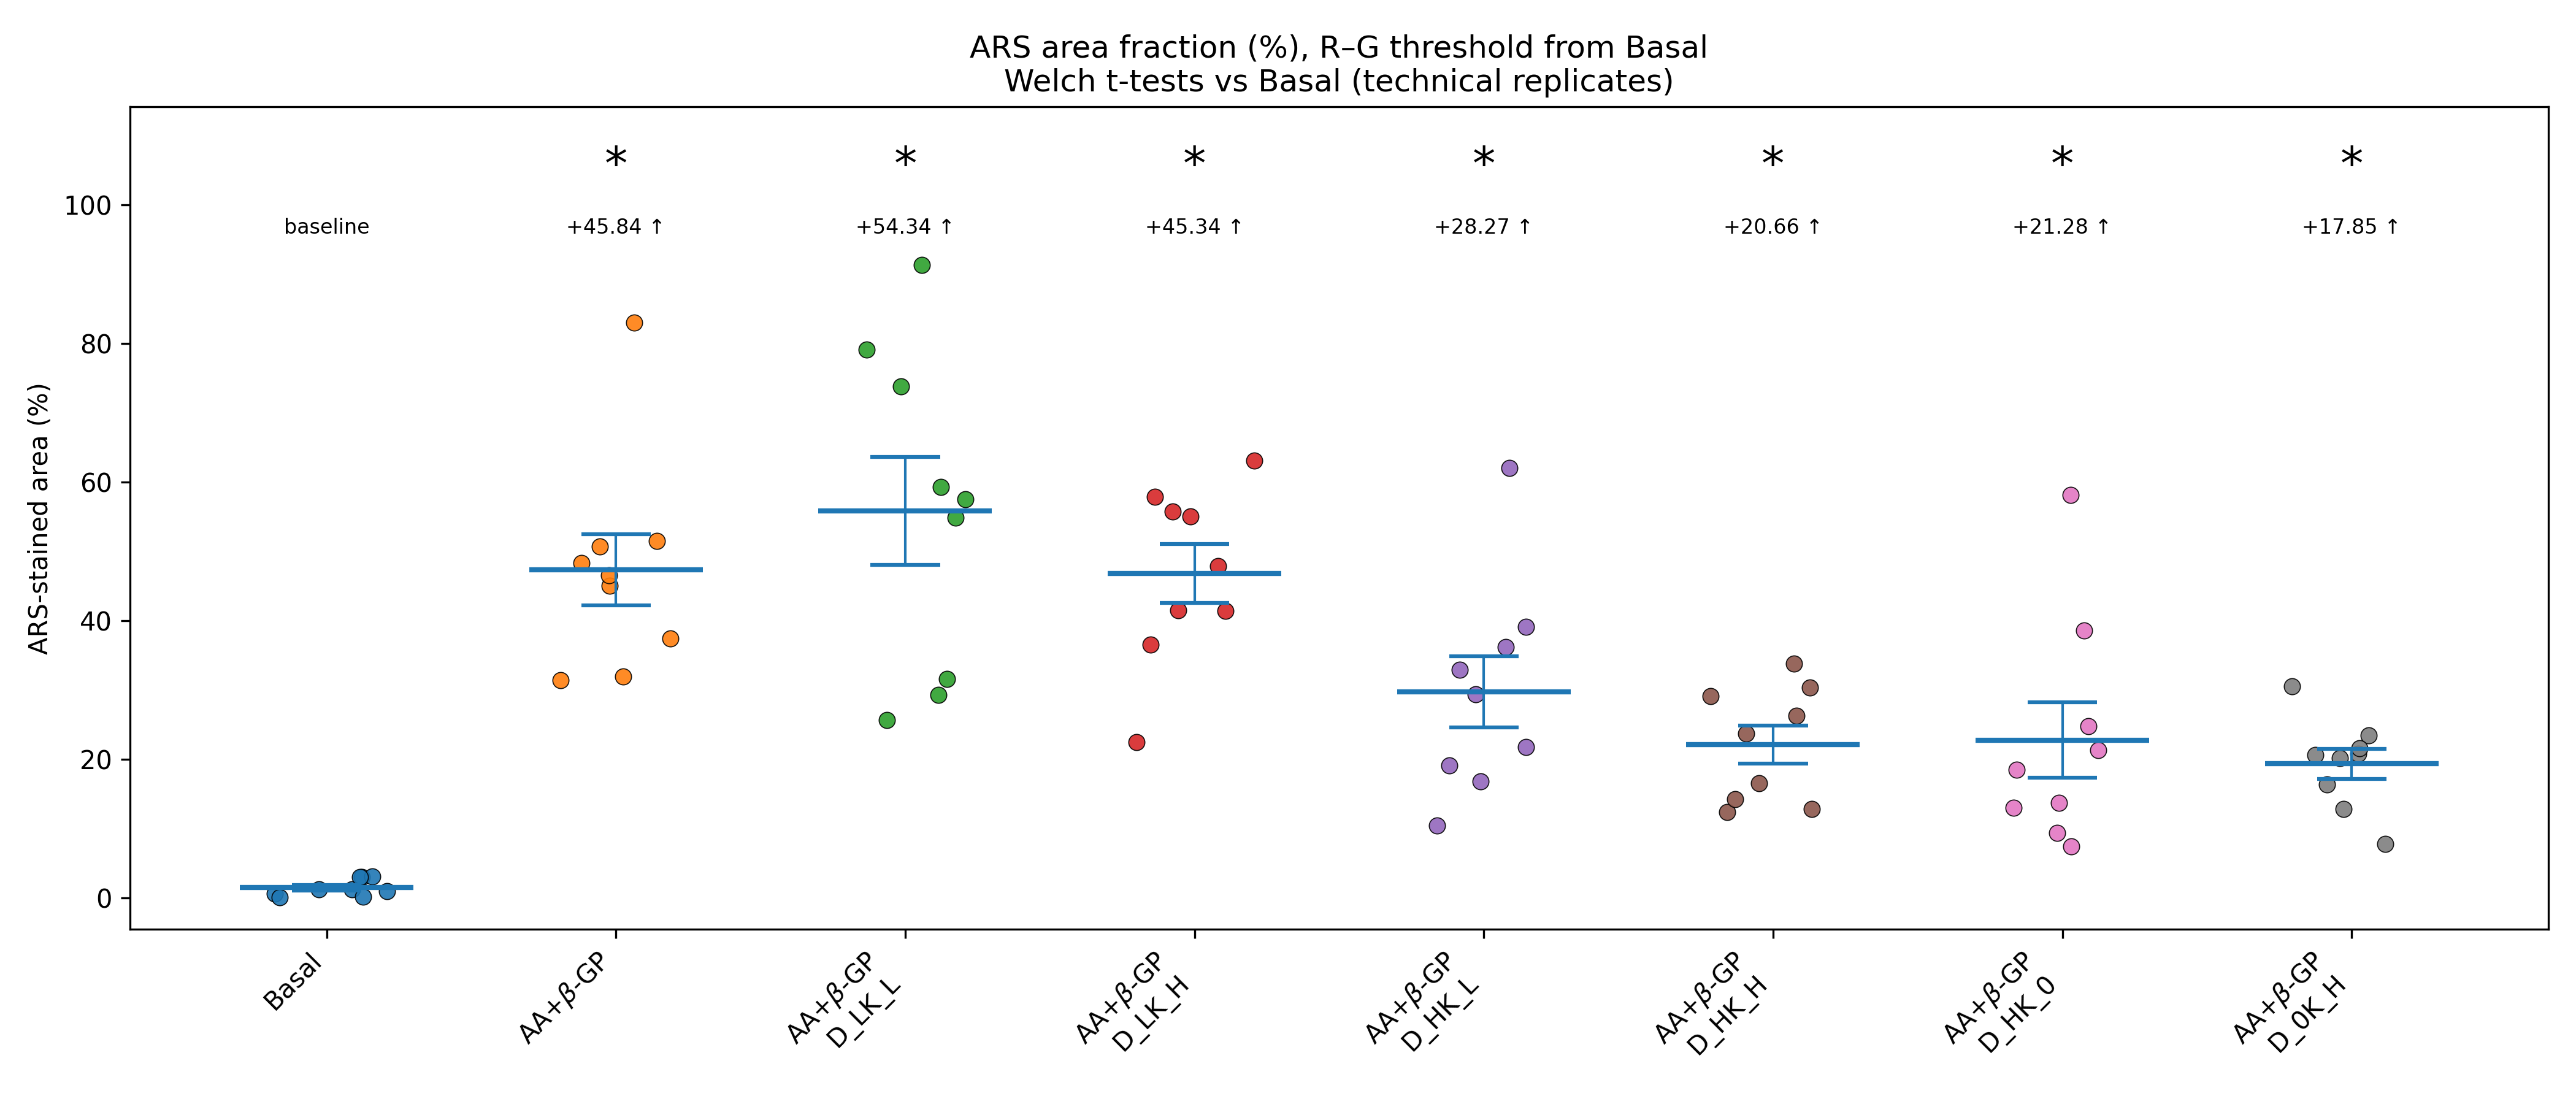 ARS area fraction (%), R–G threshold from Basal
Welch t-tests vs Basal (technical replicates)
* * * * * * *
100
baseline +45.84 ↑ +54.34 ↑ +45.34 ↑ +28.27 ↑ +20.66 ↑ +21.28 ↑ +17.85 ↑
80
60
40
20
0
ARS-stained area (%)
Basal
AA+β-GP
AA+β-GP
D_LK_L
AA+β-GP
D_LK_H
AA+β-GP
D_HK_L
AA+β-GP
D_HK_H
AA+β-GP
D_HK_0
AA+β-GP
D_0K_H